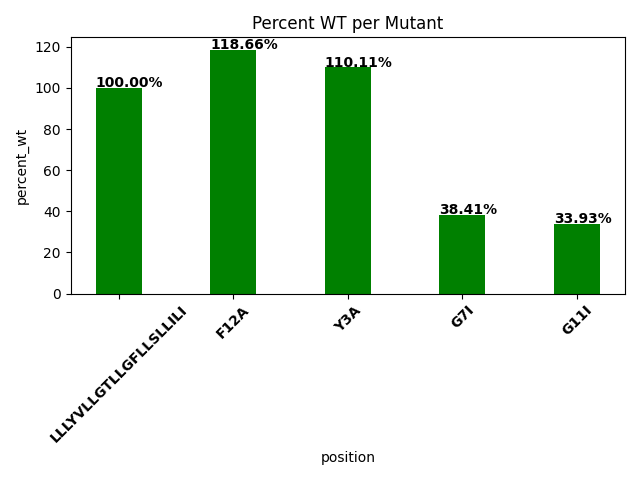 Percent WT per Mutant
percent_wt
120
100
80
60
40
20
0
100.00%
118.66%
110.11%
38.41%
33.93%
LLLYVLLGTLLGFLLSLLILI
F12A
Y3A
G7I
G11I
position